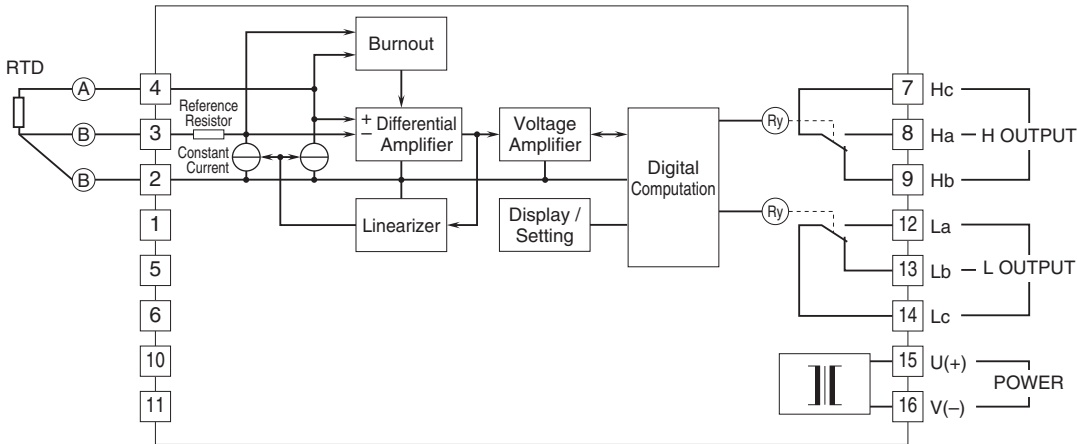 RTD
A
B
B
4
3
2
1
5
6
10
11
Reference
Resistor
Constant
Current
Burnout
+
−
Differential
Amplifier
Linearizer
Voltage
Amplifier
Display /
Setting
Digital
Computation
Ry
Ry
7 Hc
8 Ha H OUTPUT
9 Hb
12 La
13 Lb L OUTPUT
14 Lc
15 U(+)
POWER
16 V(–)